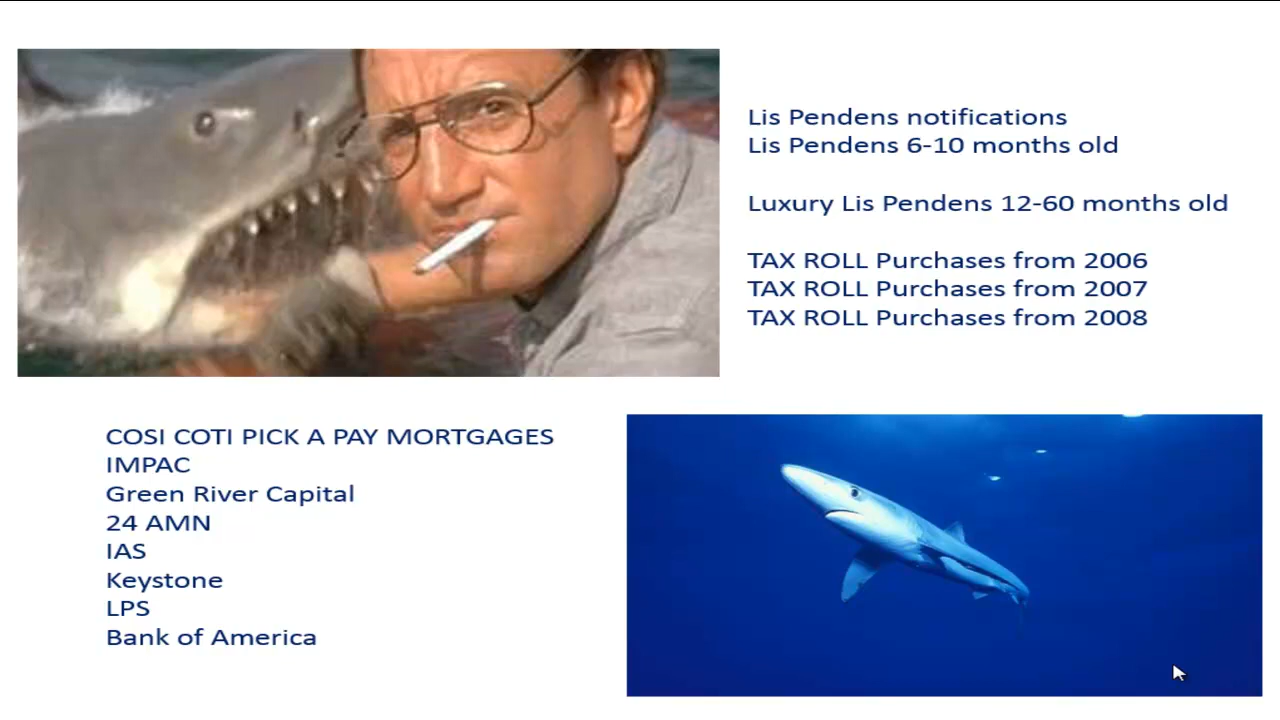 Lis Pendens notifications
Lis Pendens 6-10 months old
Luxury Lis Pendens 12-60 months old
TAX ROLL Purchases from 2006
TAX ROLL Purchases from 2007
TAX ROLL Purchases from 2008
COSI COTI PICK A PAY MORTGAGES
IMPAC
Green River Capital
24 AMN
IAS
Keystone
LPS
Bank of America